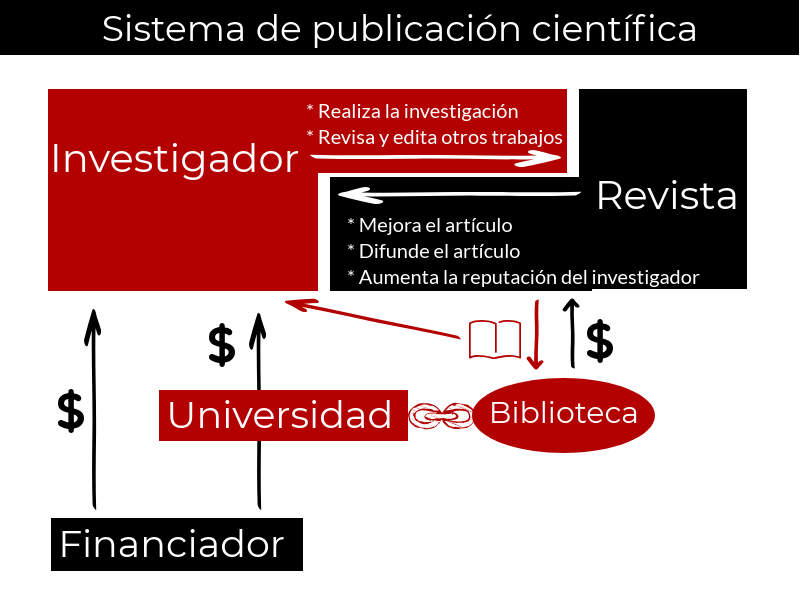 Sistema de publicación científica
* Realiza la investigación
* Revisa y edita otros trabajos
Investigador
Revista
* Mejora el artículo
* Difunde el artículo
* Aumenta la reputación del investigador
$
$
$
Universidad
Biblioteca
Financiador